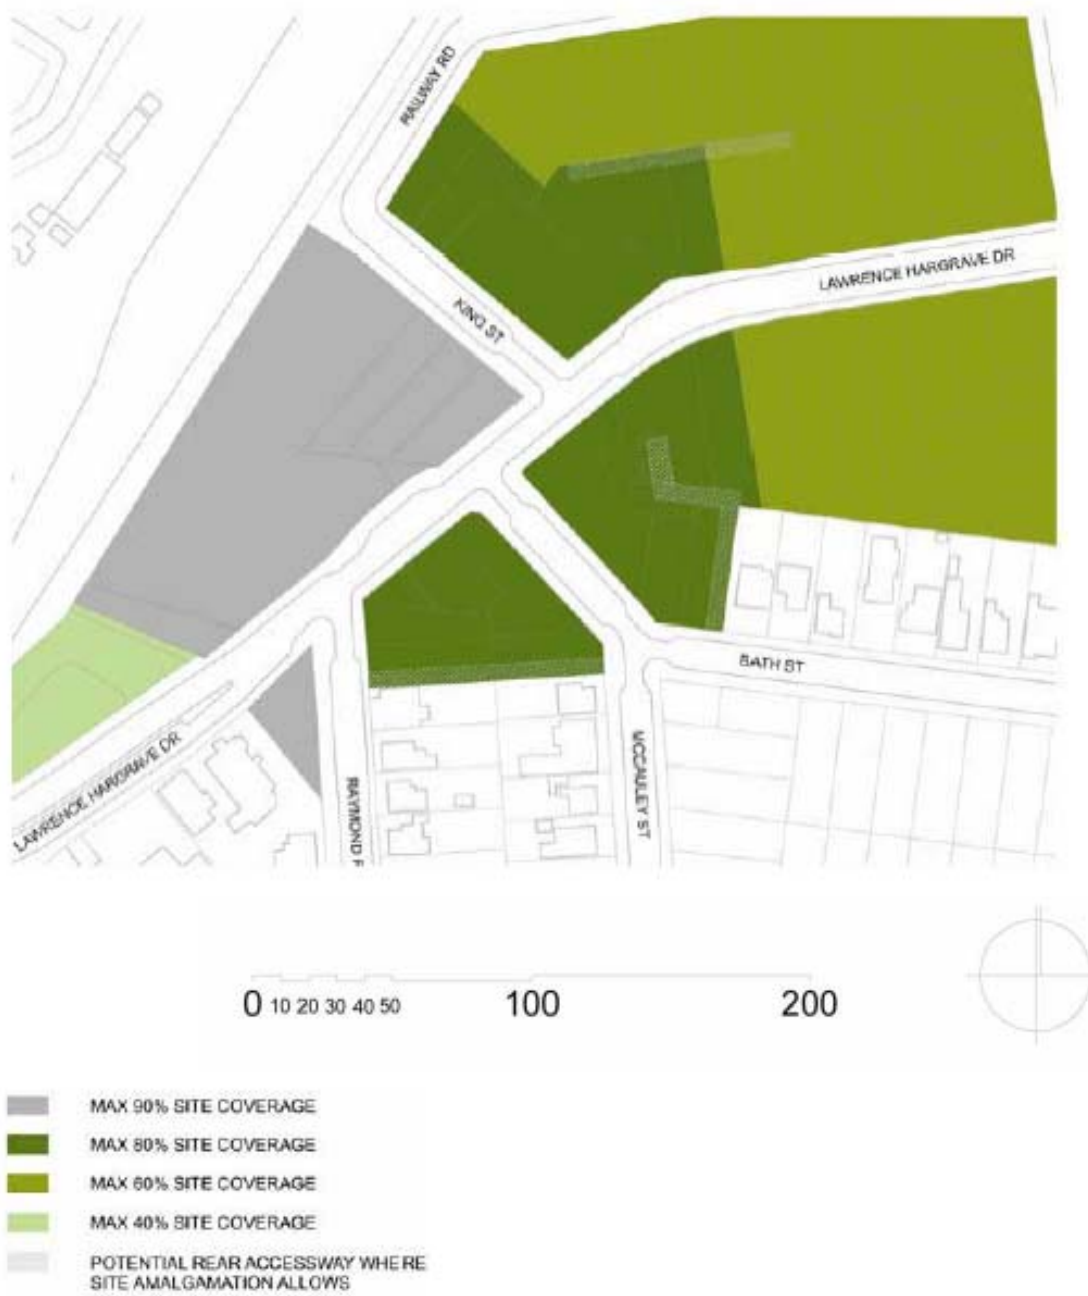 RAILWAY RD
LAWRENCE HARGRAVE DR
KING ST
BATH ST
LAWRENCE HARGRAVE DR
RAYMOND R
MCCAULEY ST
0 10 20 30 40 50 100 200
MAX 90% SITE COVERAGE
MAX 80% SITE COVERAGE
MAX 60% SITE COVERAGE
MAX 40% SITE COVERAGE
POTENTIAL REAR ACCESSWAY WHERE
SITE AMALGAMATION ALLOWS